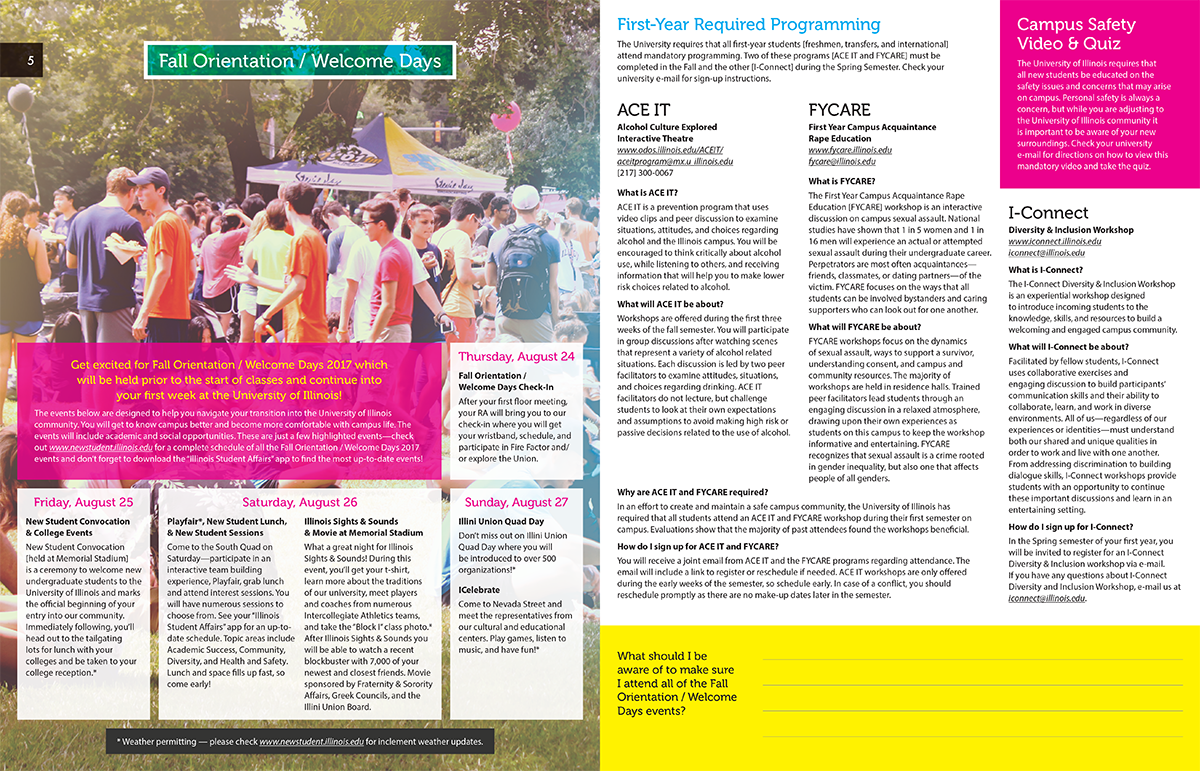 5
Fall Orientation / Welcome Days
Get excited for Fall Orientation / Welcome Days 2017 which
will be held prior to the start of classes and continue into
your first week at the University of Illinois!
The events below are designed to help you navigate your transition into the University of Illinois
community. You will get to know campus better and become more comfortable with campus life. The
events will include academic and social opportunities. These are just a few highlighted events—check
out www.newstudent.illinois.edu for a complete schedule of all the Fall Orientation / Welcome Days 2017
events and don't forget to download the "Illinois Student Affairs" app to find the most up-to-date events!
Thursday, August 24
Fall Orientation /
Welcome Days Check-In
After your first floor meeting,
your RA will bring you to our
check-in where you will get
your wristband, schedule, and
participate in Fire Factor and/
or explore the Union.
Friday, August 25
New Student Convocation
& College Events
New Student Convocation
[held at Memorial Stadium]
is a ceremony to welcome new
undergraduate students to the
University of Illinois and marks
the official beginning of your
entry into our community.
Immediately following, you'll
head out to the tailgating
lots for lunch with your
colleges and be taken to your
college reception.*
Saturday, August 26
Playfair*, New Student Lunch,
& New Student Sessions
Come to the South Quad on
Saturday—participate in an
interactive team building
experience, Playfair, grab lunch
and attend interest sessions. You
will have numerous sessions to
choose from. See your "Illinois
Student Affairs" app for an up-to-
date schedule. Topic areas include
Academic Success, Community,
Diversity, and Health and Safety.
Lunch and space fills up fast, so
come early!
Illinois Sights & Sounds
& Movie at Memorial Stadium
What a great night for Illinois
Sights & Sounds! During this
event, you'll get your t-shirt,
learn more about the traditions
of our university, meet players
and coaches from numerous
Intercollegiate Athletics teams,
and take the "Block I" class photo.*
After Illinois Sights & Sounds you
will be able to watch a recent
blockbuster with 7,000 of your
newest and closest friends. Movie
sponsored by Fraternity & Sorority
Affairs, Greek Councils, and the
Illini Union Board.
Sunday, August 27
Illini Union Quad Day
Don't miss out on Illini Union
Quad Day where you will
be introduced to over 500
organizations!*
ICelebrate
Come to Nevada Street and
meet the representatives from
our cultural and educational
centers. Play games, listen to
music, and have fun!*
* Weather permitting — please check www.newstudent.illinois.edu for inclement weather updates.
First-Year Required Programming
The University requires that all first-year students [freshmen, transfers, and international]
attend mandatory programming. Two of these programs [ACE IT and FYCARE] must be
completed in the Fall and the other [I-Connect] during the Spring Semester. Check your
university e-mail for sign-up instructions.
ACE IT
Alcohol Culture Explored
Interactive Theatre
www.odos.illinois.edu/ACEIT/
aceitprogram@mx.u illinois.edu
[217] 300-0067
What is ACE IT?
ACE IT is a prevention program that uses
video clips and peer discussion to examine
situations, attitudes, and choices regarding
alcohol and the Illinois campus. You will be
encouraged to think critically about alcohol
use, while listening to others, and receiving
information that will help you to make lower
risk choices related to alcohol.
What will ACE IT be about?
Workshops are offered during the first three
weeks of the fall semester. You will participate
in group discussions after watching scenes
that represent a variety of alcohol related
situations. Each discussion is led by two peer
facilitators to examine attitudes, situations,
and choices regarding drinking. ACE IT
facilitators do not lecture, but challenge
students to look at their own expectations
and assumptions to avoid making high risk or
passive decisions related to the use of alcohol.
FYCARE
First Year Campus Acquaintance
Rape Education
www.fycare.illinois.edu
fycare@illinois.edu
What is FYCARE?
The First Year Campus Acquaintance Rape
Education [FYCARE] workshop is an interactive
discussion on campus sexual assault. National
studies have shown that 1 in 5 women and 1 in
16 men will experience an actual or attempted
sexual assault during their undergraduate career.
Perpetrators are most often acquaintances—
friends, classmates, or dating partners—of the
victim. FYCARE focuses on the ways that all
students can be involved bystanders and caring
supporters who can look out for one another.
What will FYCARE be about?
FYCARE workshops focus on the dynamics
of sexual assault, ways to support a survivor,
understanding consent, and campus and
community resources. The majority of
workshops are held in residence halls. Trained
peer facilitators lead students through an
engaging discussion in a relaxed atmosphere,
drawing upon their own experiences as
students on this campus to keep the workshop
informative and entertaining. FYCARE
recognizes that sexual assault is a crime rooted
in gender inequality, but also one that affects
people of all genders.
Why are ACE IT and FYCARE required?
In an effort to create and maintain a safe campus community, the University of Illinois has
required that all students attend an ACE IT and FYCARE workshop during their first semester on
campus. Evaluations show that the majority of past attendees found the workshops beneficial.
How do I sign up for ACE IT and FYCARE?
You will receive a joint email from ACE IT and the FYCARE programs regarding attendance. The
email will include a link to register or reschedule if needed. ACE IT workshops are only offered
during the early weeks of the semester, so schedule early. In case of a conflict, you should
reschedule promptly as there are no make-up dates later in the semester.
Campus Safety
Video & Quiz
The University of Illinois requires that
all new students be educated on the
safety issues and concerns that may arise
on campus. Personal safety is always a
concern, but while you are adjusting to
the University of Illinois community it
is important to be aware of your new
surroundings. Check your university
e-mail for directions on how to view this
mandatory video and take the quiz.
I-Connect
Diversity & Inclusion Workshop
www.iconnect.illinois.edu
iconnect@illinois.edu
What is I-Connect?
The I-Connect Diversity & Inclusion Workshop
is an experiential workshop designed
to introduce incoming students to the
knowledge, skills, and resources to build a
welcoming and engaged campus community.
What will I-Connect be about?
Facilitated by fellow students, I-Connect
uses collaborative exercises and
engaging discussion to build participants'
communication skills and their ability to
collaborate, learn, and work in diverse
environments. All of us—regardless of our
experiences or identities—must understand
both our shared and unique qualities in
order to work and live with one another.
From addressing discrimination to building
dialogue skills, I-Connect workshops provide
students with an opportunity to continue
these important discussions and learn in an
entertaining setting.
How do I sign up for I-Connect?
In the Spring semester of your first year, you
will be invited to register for an I-Connect
Diversity & Inclusion workshop via e-mail.
If you have any questions about I-Connect
Diversity and Inclusion Workshop, e-mail us at
iconnect@illinois.edu.
What should I be
aware of to make sure
I attend all of the Fall
Orientation / Welcome
Days events?